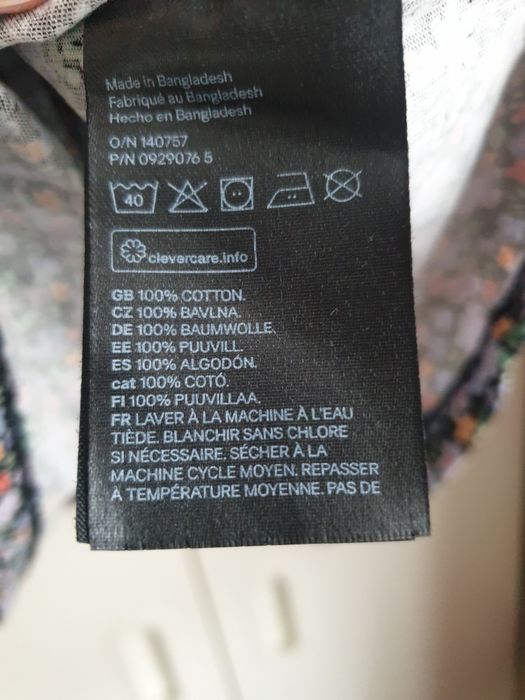 Made in Bangladesh
Fabriqué au Bangladesh
Hecho en Bangladesh
O/N 140757
P/N 0929076 5
40
clevercare.info
GB 100% COTTON.
CZ 100% BAVLNA.
DE 100% BAUMWOLLE.
EE 100% PUUVILL.
ES 100% ALGODÓN.
cat 100% COTÓ.
FI 100% PUUVILLAA.
FR LAVER À LA MACHINE À L'EAU
TIÈDE. BLANCHIR SANS CHLORE
SI NÉCESSAIRE. SÉCHER À LA
MACHINE CYCLE MOYEN. REPASSER
À TEMPÉRATURE MOYENNE. PAS DE